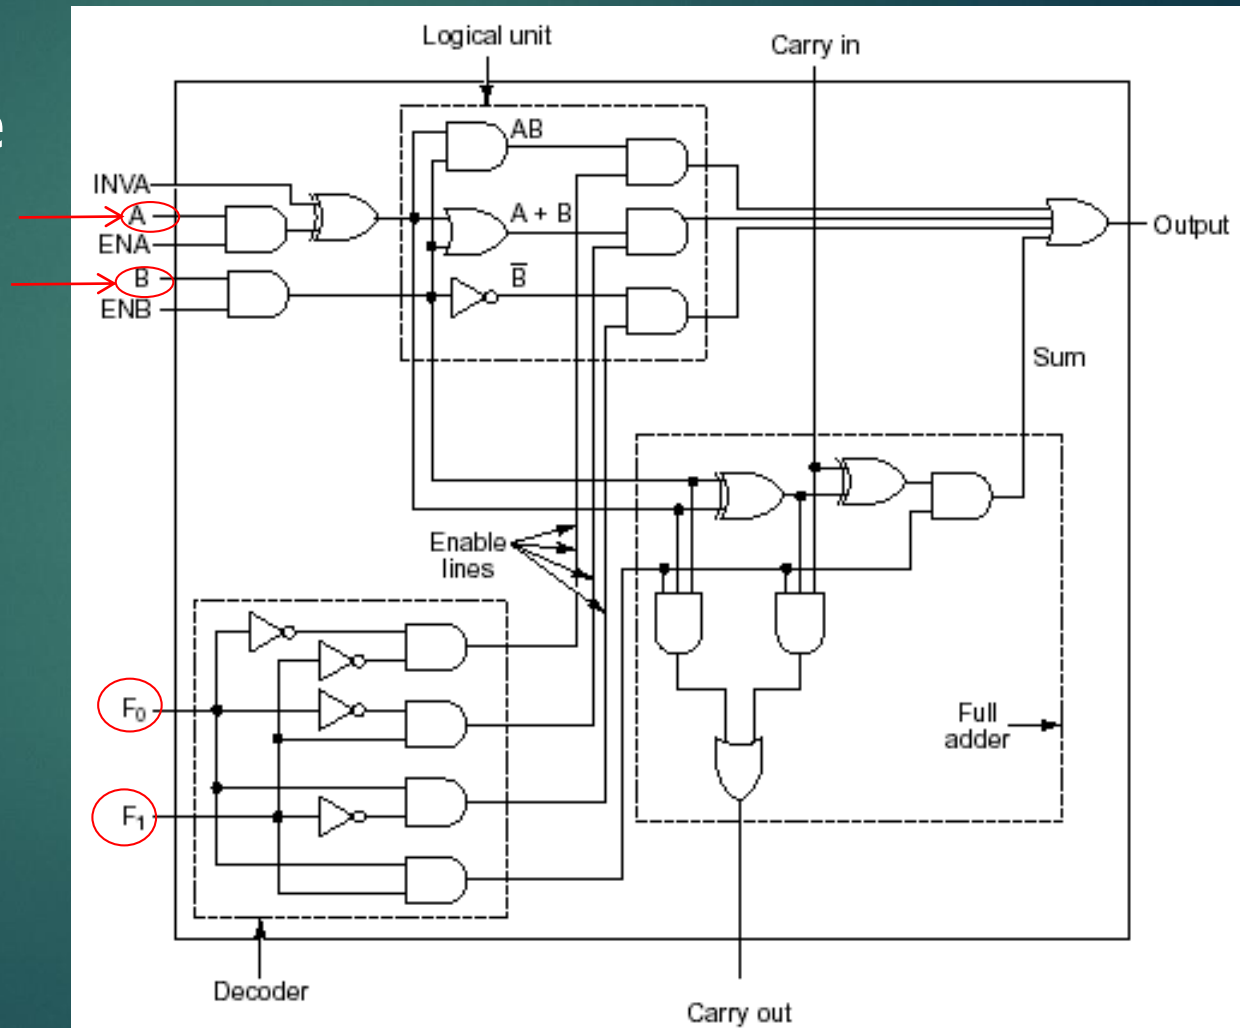 Logical unit
Carry in
e
AB
INVA
A
A + B
ENA
Output
B
B̅
ENB
Sum
Enable
lines
F₀
Full
adder
F₁
Decoder
Carry out